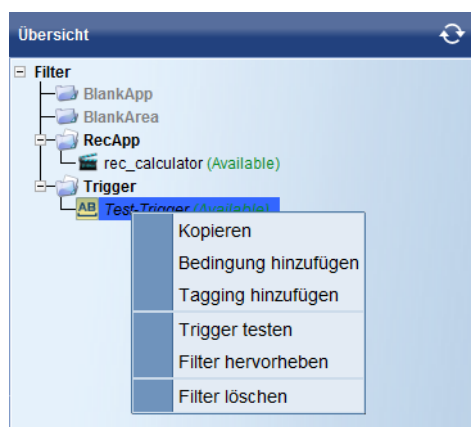 Übersicht
Filter
BlankApp
BlankArea
RecApp
rec_calculator (Available)
Trigger
AB Test-Trigger (Available)
Kopieren
Bedingung hinzufügen
Tagging hinzufügen
Trigger testen
Filter hervorheben
Filter löschen